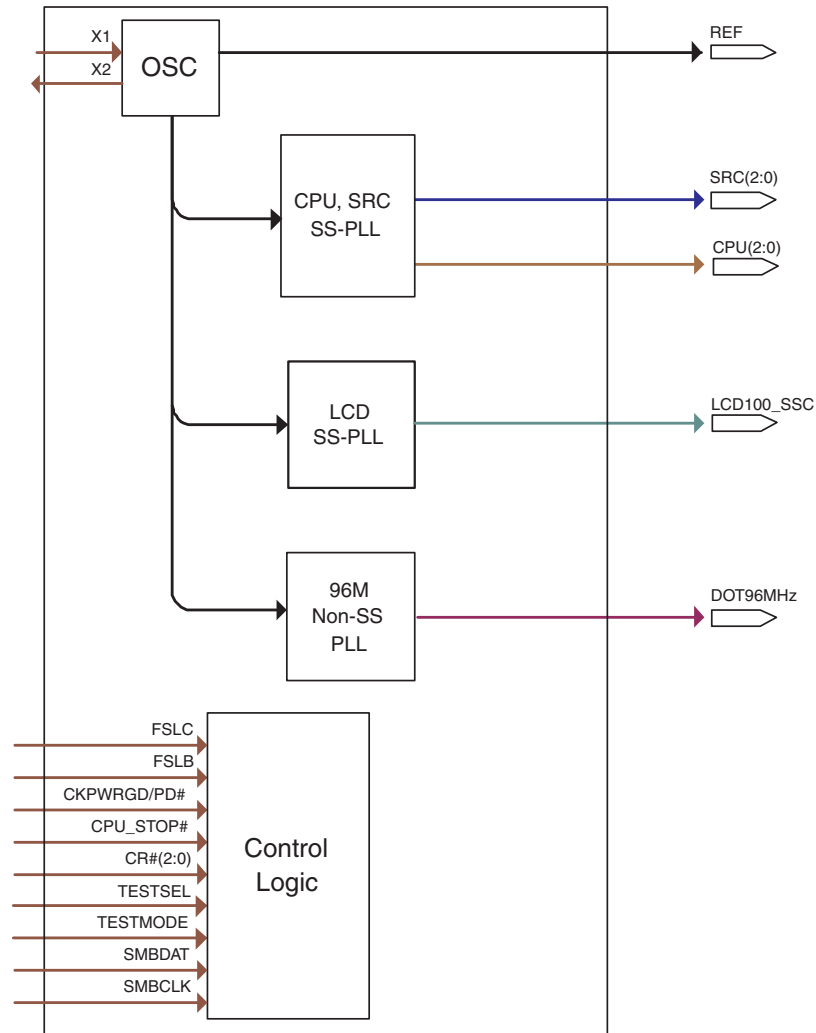 X1
X2
OSC
REF
CPU, SRC
SS-PLL
SRC(2:0)
CPU(2:0)
LCD
SS-PLL
LCD100_SSC
96M
Non-SS
PLL
DOT96MHz
FSLC
FSLB
CKPWRGD/PD#
CPU_STOP#
CR#(2:0)
TESTSEL
TESTMODE
SMBDAT
SMBCLK
Control
Logic